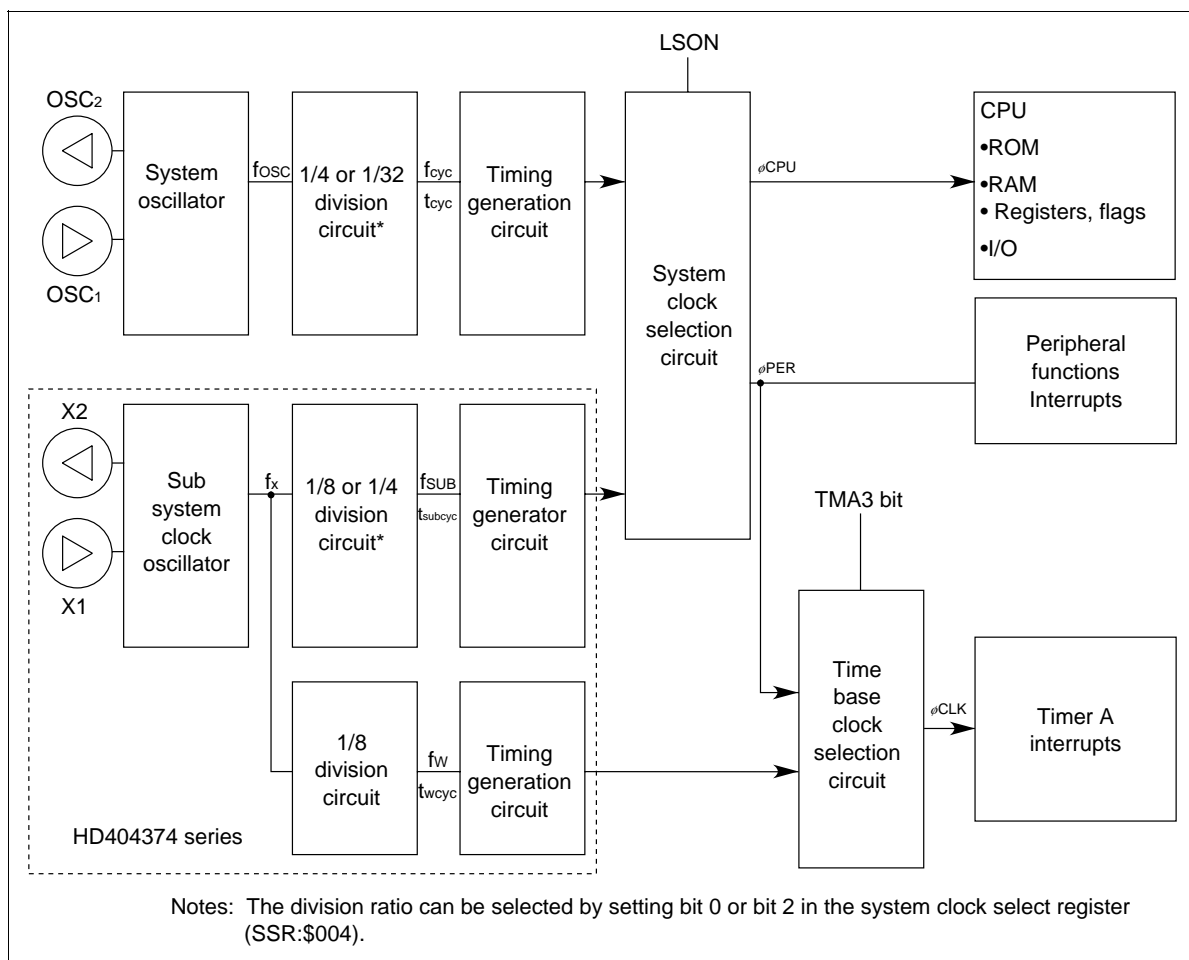 LSON
OSC2
System
oscillator
fOSC
1/4 or 1/32
division
circuit*
fcyc
tcyc
Timing
generation
circuit
OSC1
System
clock
selection
circuit
øCPU
CPU
•ROM
•RAM
• Registers, flags
•I/O
øPER
Peripheral
functions
Interrupts
X2
Sub
system
clock
oscillator
fx
1/8 or 1/4
division
circuit*
fSUB
tsubcyc
Timing
generator
circuit
X1
TMA3 bit
1/8
division
circuit
fW
twcyc
Timing
generation
circuit
Time
base
clock
selection
circuit
øCLK
Timer A
interrupts
HD404374 series
Notes: The division ratio can be selected by setting bit 0 or bit 2 in the system clock select register
(SSR:$004).